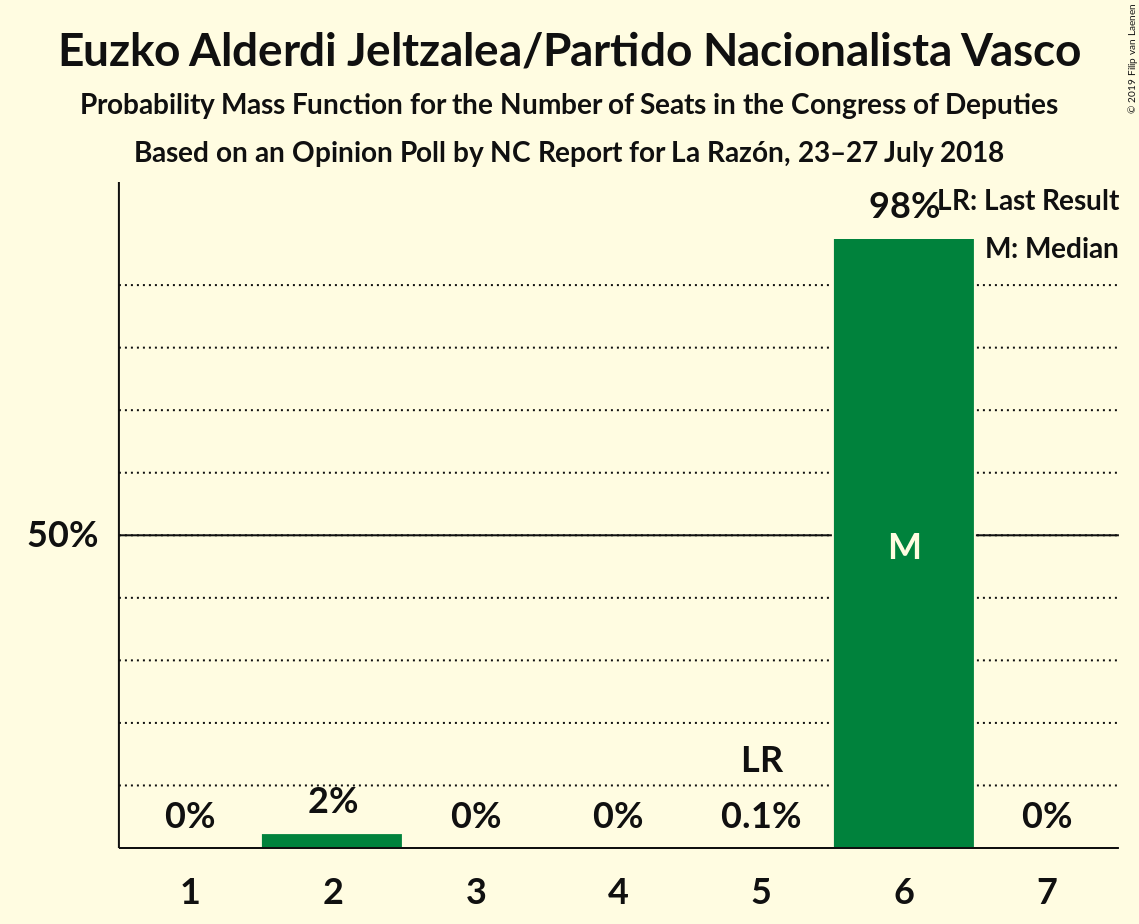 Euzko Alderdi Jeltzalea/Partido Nacionalista Vasco
Probability Mass Function for the Number of Seats in the Congress of Deputies
Based on an Opinion Poll by NC Report for La Razón, 23–27 July 2018
© 2019 Filip van Laenen
98%
LR: Last Result
M: Median
50%
M
LR
0%
2%
0%
0%
0.1%
0%
1
2
3
4
5
6
7